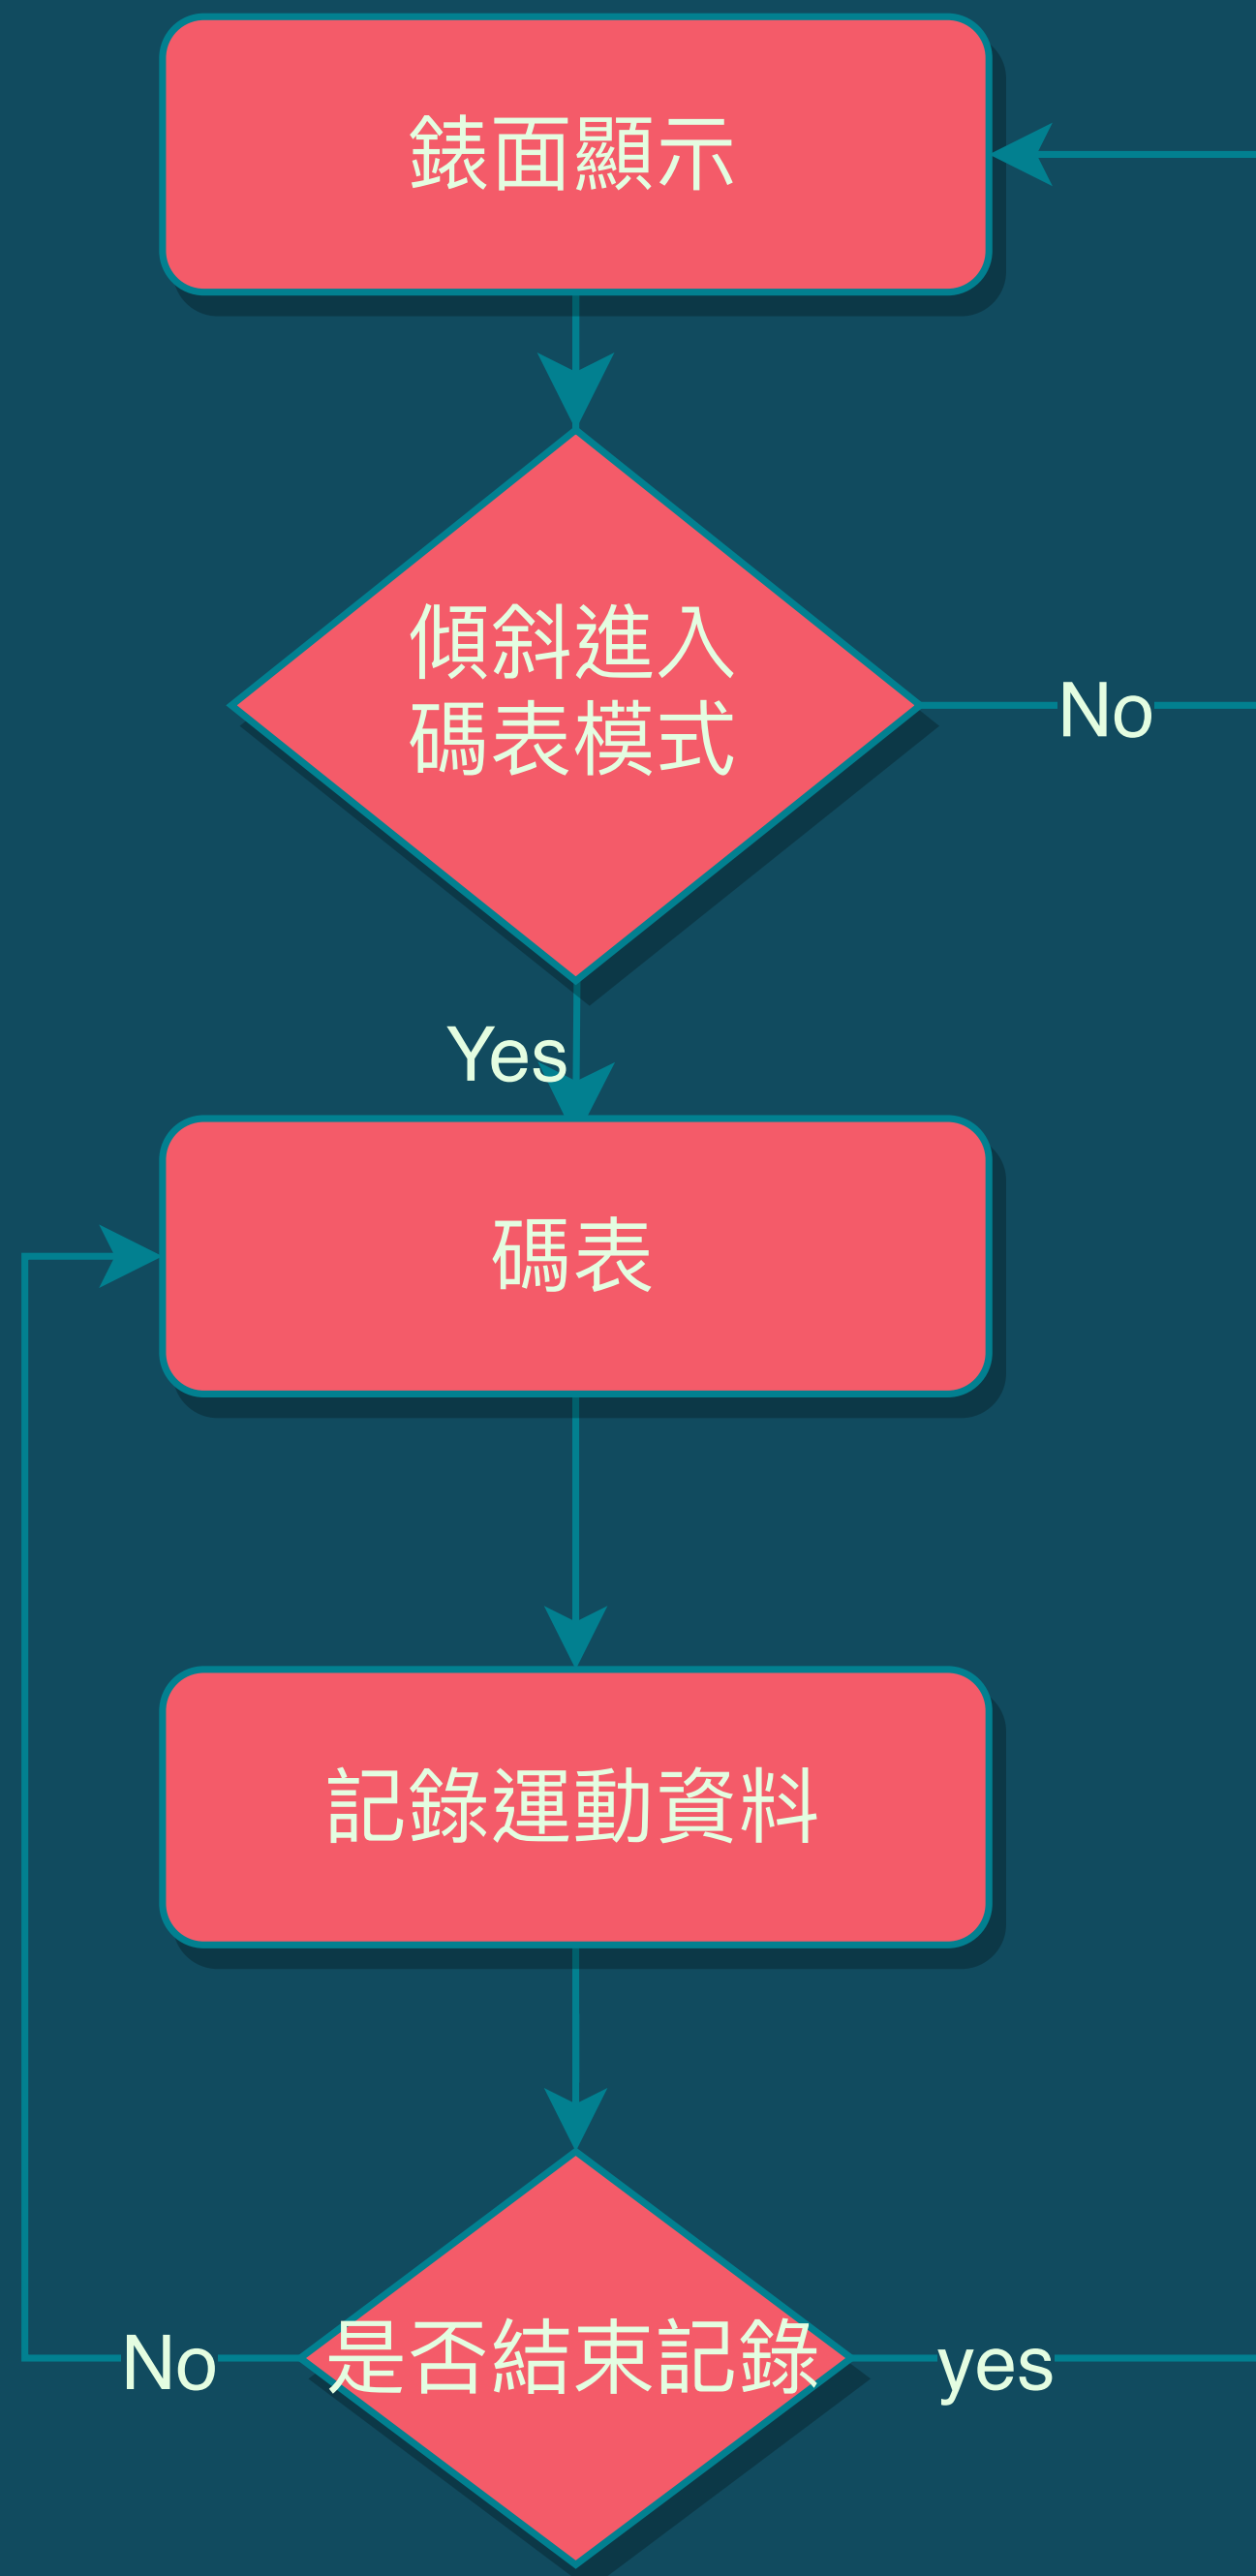 錶面顯示
傾斜進入
碼表模式
No
Yes
碼表
記錄運動資料
No
是否結束記錄
yes